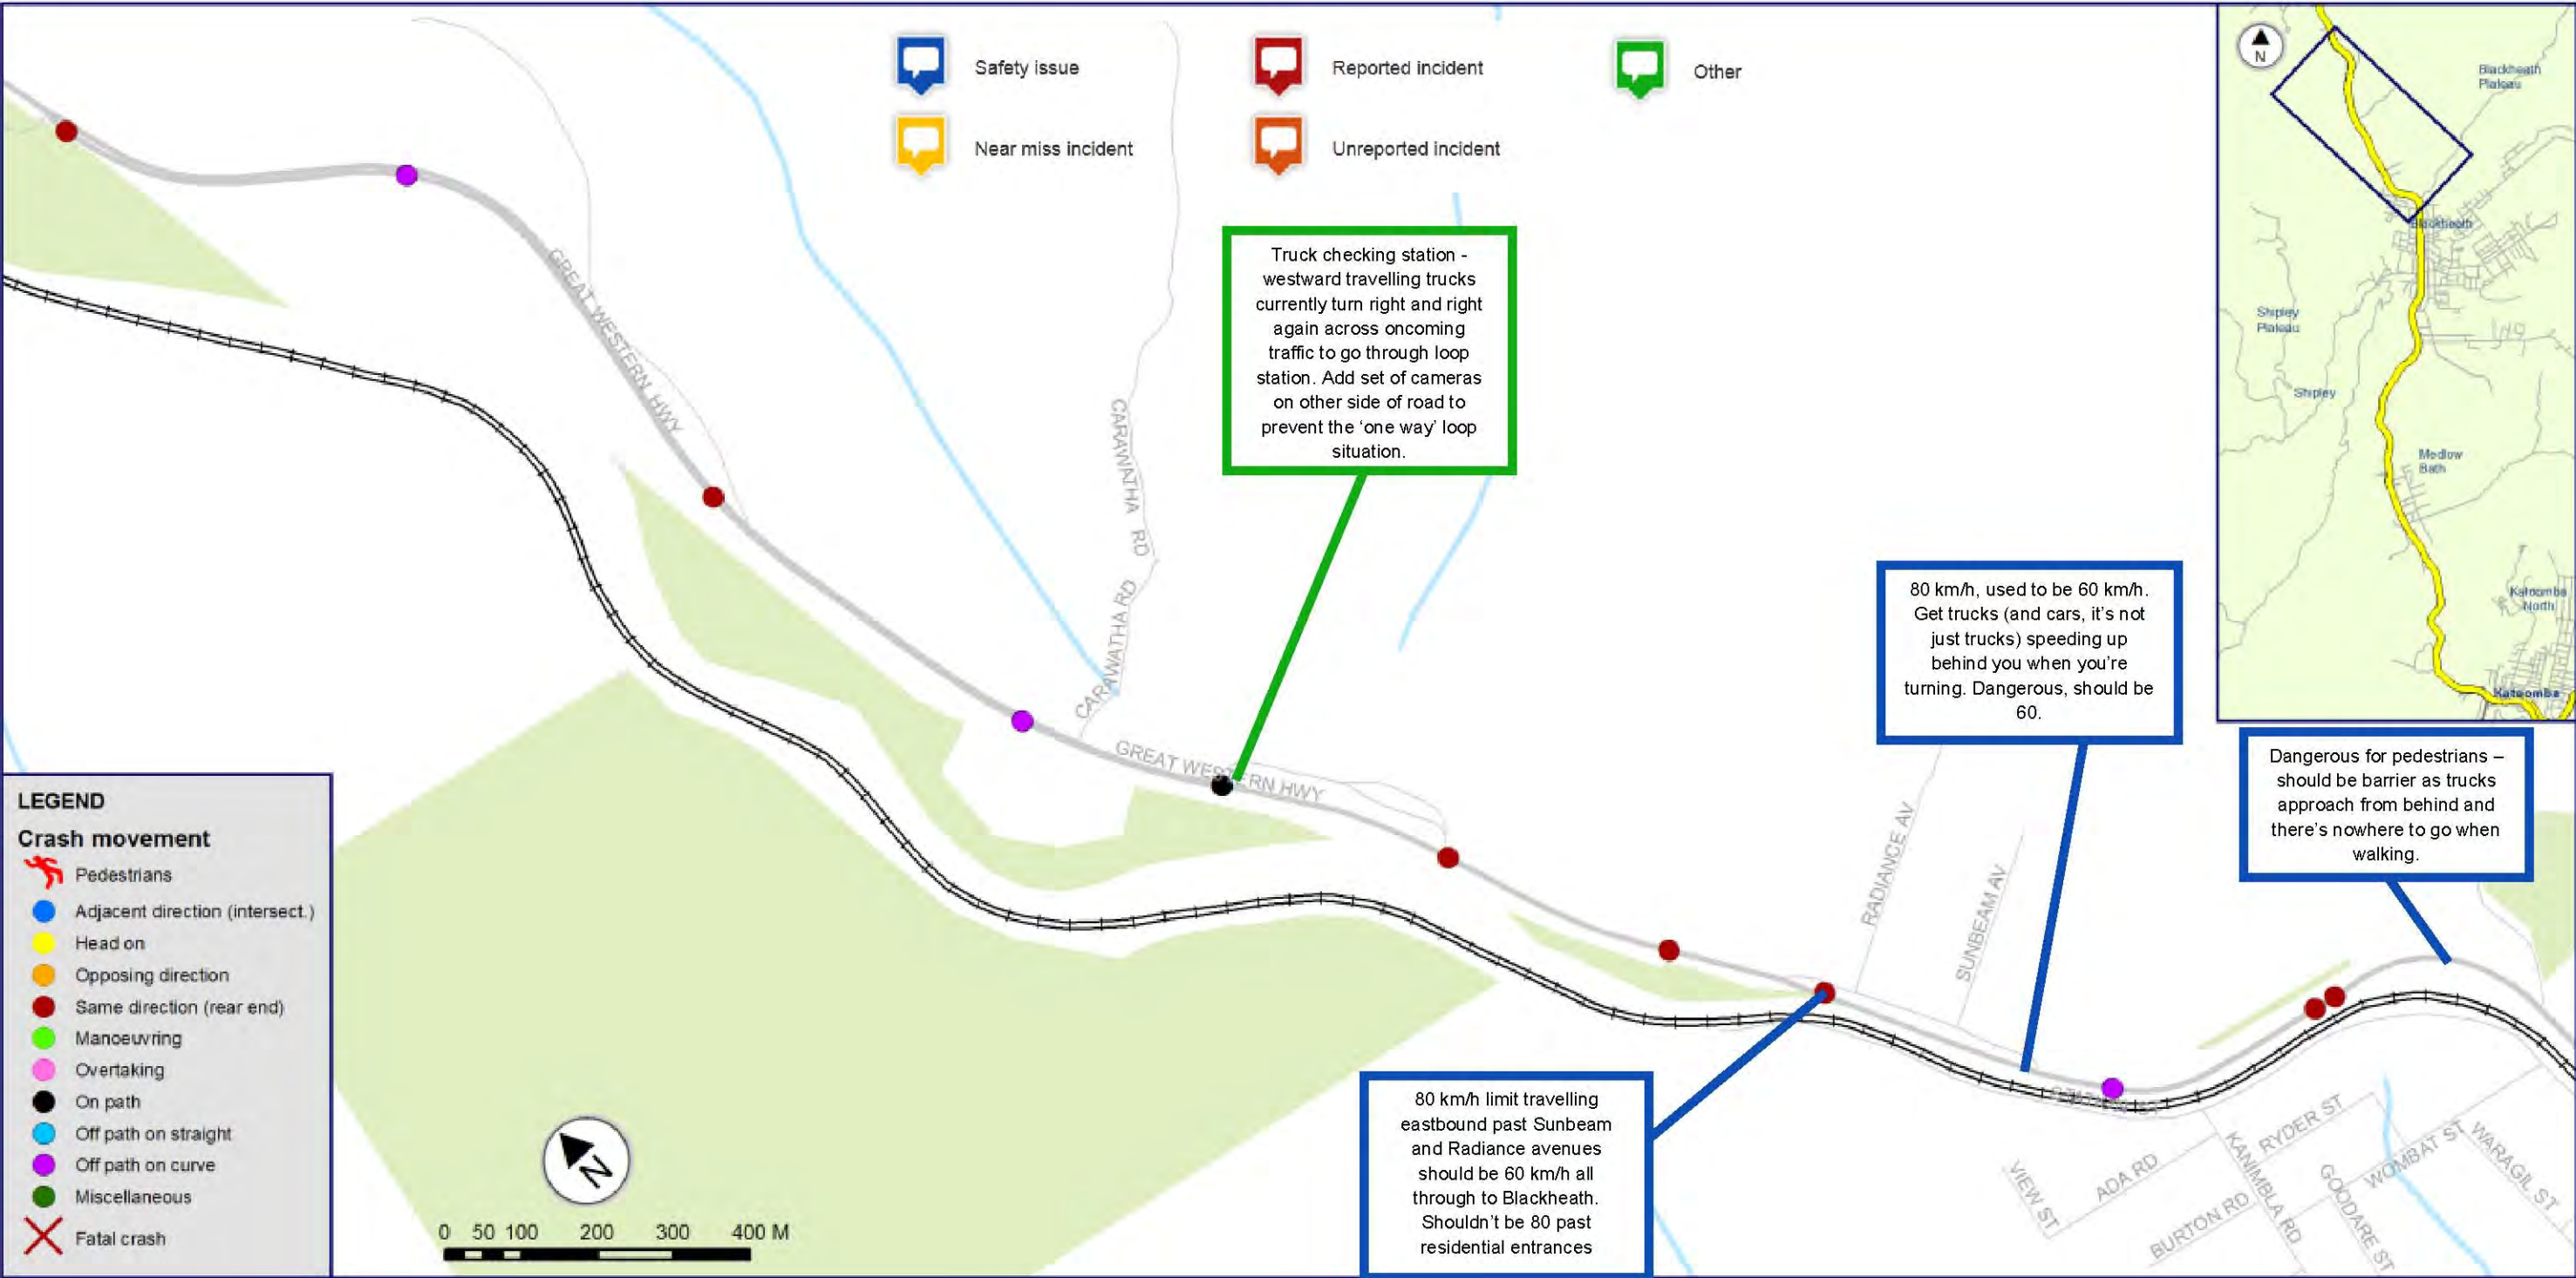 Safety issue
Reported incident
Other
Near miss incident
Unreported incident
N
Blackheath
Plateau
Blackheath
Shipley
Plateau
Shipley
Medlow
Bath
Katoomba
North
Katoomba
GREAT WESTERN HWY
CARAWATHA RD
CARAWATHA RD
GREAT WESTERN HWY
Truck checking station -
westward travelling trucks
currently turn right and right
again across oncoming
traffic to go through loop
station. Add set of cameras
on other side of road to
prevent the ‘one way’ loop
situation.
80 km/h, used to be 60 km/h.
Get trucks (and cars, it’s not
just trucks) speeding up
behind you when you’re
turning. Dangerous, should be
60.
Dangerous for pedestrians –
should be barrier as trucks
approach from behind and
there’s nowhere to go when
walking.
RADIANCE AV
SUNBEAM AV
80 km/h limit travelling
eastbound past Sunbeam
and Radiance avenues
should be 60 km/h all
through to Blackheath.
Shouldn’t be 80 past
residential entrances
VIEW ST
ADA RD
RYDER ST
KANIMBLA RD
BURTON RD
GOODARE ST
WOMBAT ST
WARAGIL ST
LEGEND
Crash movement
Pedestrians
Adjacent direction (intersect.)
Head on
Opposing direction
Same direction (rear end)
Manoeuvring
Overtaking
On path
Off path on straight
Off path on curve
Miscellaneous
Fatal crash
N
0 50 100 200 300 400 M